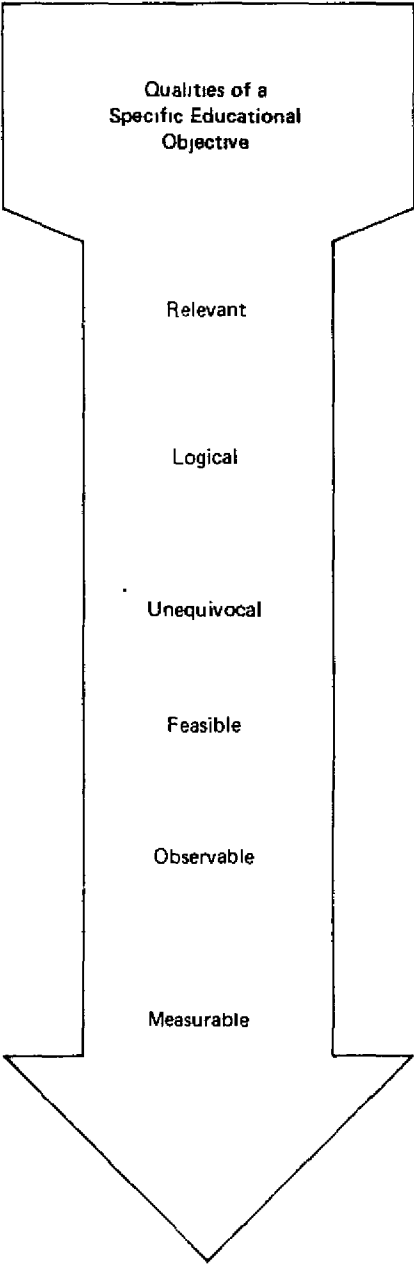 Qualities of a
Specific Educational
Objective
Relevant
Logical
Unequivocal
Feasible
Observable
Measurable